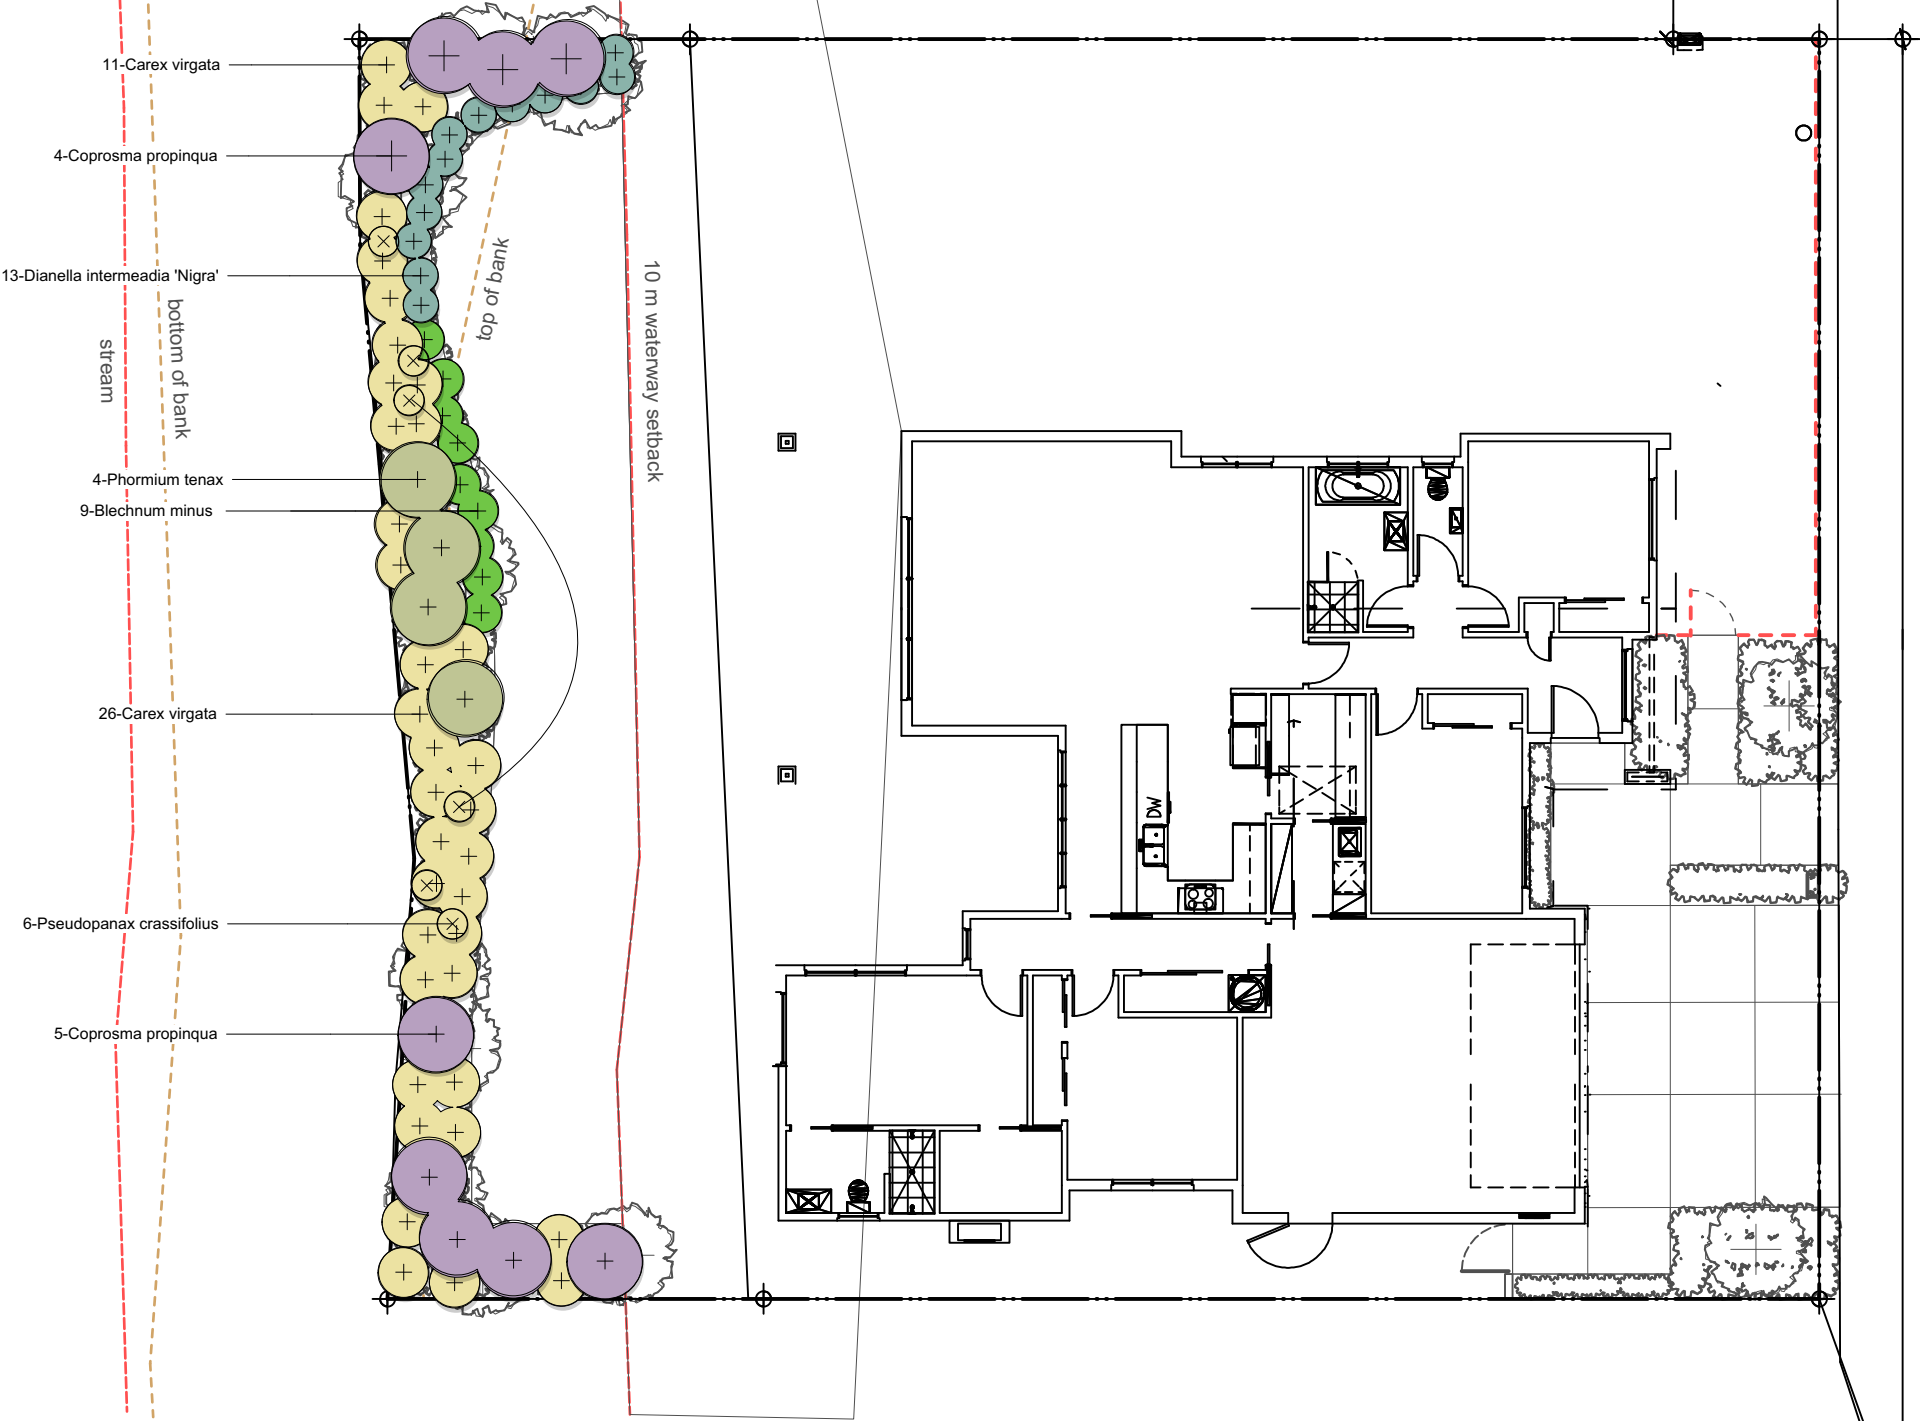 11-Carex virgata
4-Coprosma propinqua
13-Dianella intermeadia 'Nigra'
top of bank
10 m waterway setback
bottom of bank
stream
4-Phormium tenax
9-Blechnum minus
26-Carex virgata
DW
6-Pseudopanax crassifolius
5-Coprosma propinqua